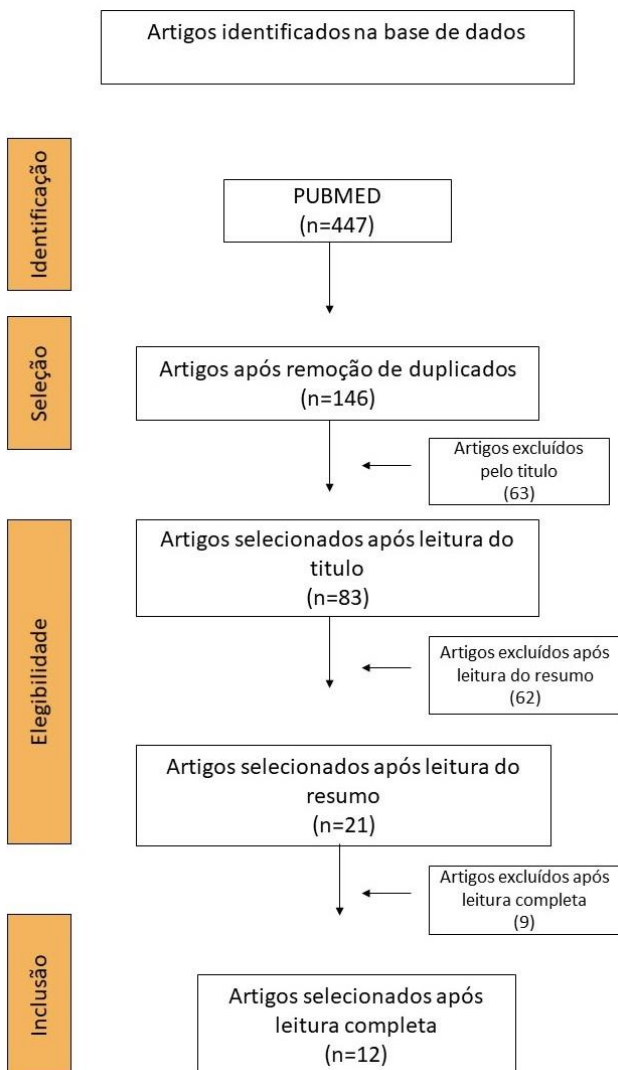 Artigos identificados na base de dados
Identificação
PUBMED
(n=447)
Seleção
Artigos após remoção de duplicados
(n=146)
Artigos excluídos
pelo titulo
(63)
Elegibilidade
Artigos selecionados após leitura do
titulo
(n=83)
Artigos excluídos após
leitura do resumo
(62)
Artigos selecionados após leitura do
resumo
(n=21)
Artigos excluídos após
leitura completa
(9)
Inclusão
Artigos selecionados após
leitura completa
(n=12)